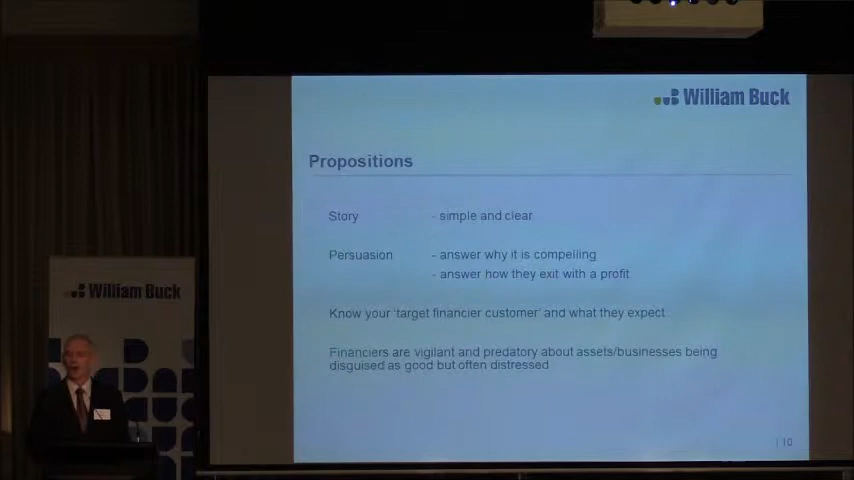 William Buck
Propositions
Story - simple and clear
Persuasion - answer why it is compelling
- answer how they exit with a profit
Know your 'target financier customer' and what they expect
Financiers are vigilant and predatory about assets/businesses being
disguised as good but often distressed
| 10
William Buck